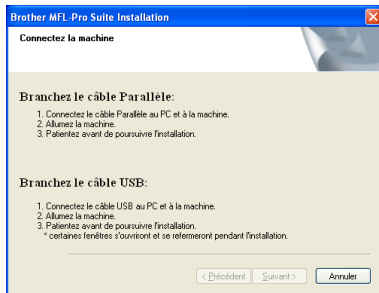 Brother MFL-Pro Suite Installation
Connectez la machine
Branchez le câble Parallèle:
1. Connectez le câble Parallèle au PC et à la machine.
2. Allumez la machine.
3. Patientez avant de poursuivre l'installation.
Branchez le câble USB:
1. Connectez le câble USB au PC et à la machine.
2. Allumez la machine.
3. Patientez avant de poursuivre l'installation.
* certaines fenêtres s'ouvriront et se refermeront pendant l'installation.
< Précédent Suivant > Annuler